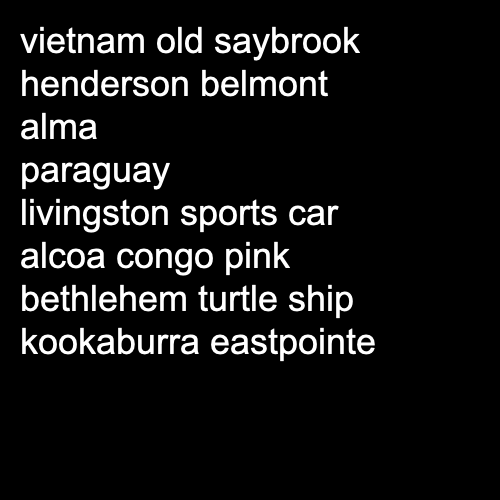 vietnam old saybrook
henderson belmont
alma
paraguay
livingston sports car
alcoa congo pink
bethlehem turtle ship
kookaburra eastpointe